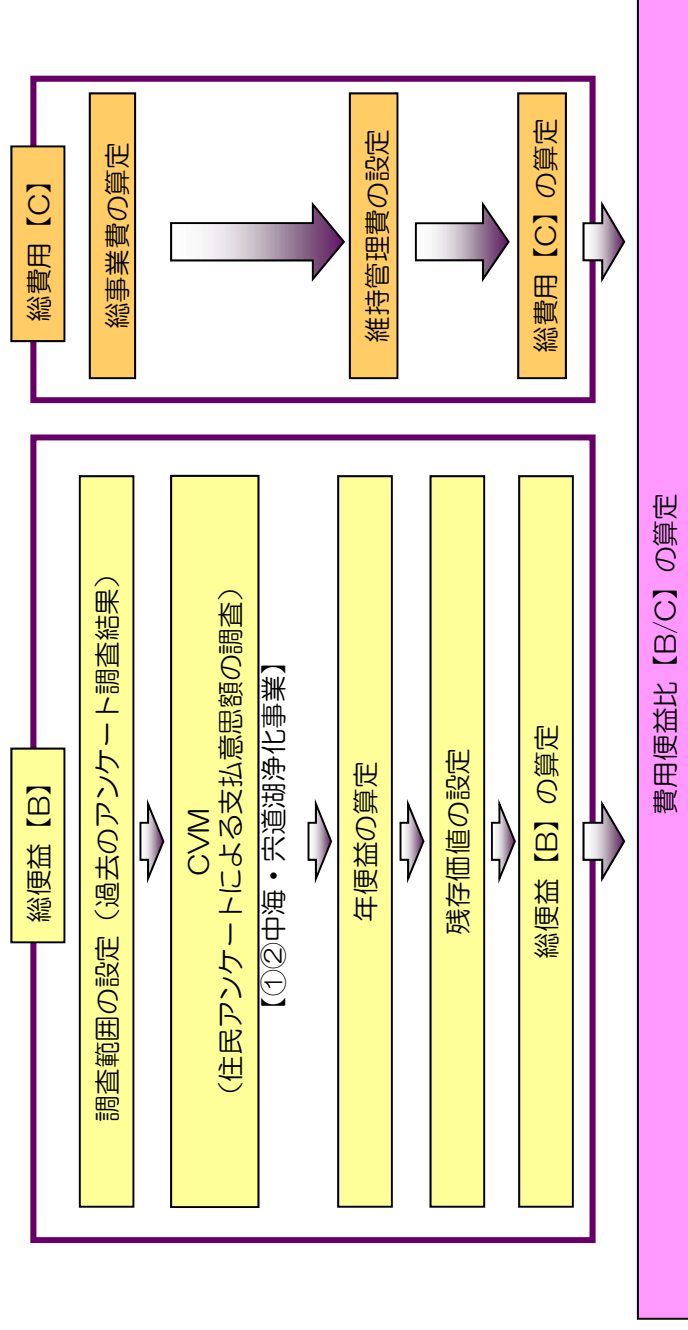 総便益【B】
調査範囲の設定（過去のアンケート調査結果）
CVM
（住民アンケートによる支払意思額の調査）
【①②中海・宍道湖浄化事業】
年便益の算定
残存価値の設定
総便益【B】の算定
総費用【C】
総事業費の算定
維持管理費の設定
総費用【C】の算定
費用便益比【B/C】の算定